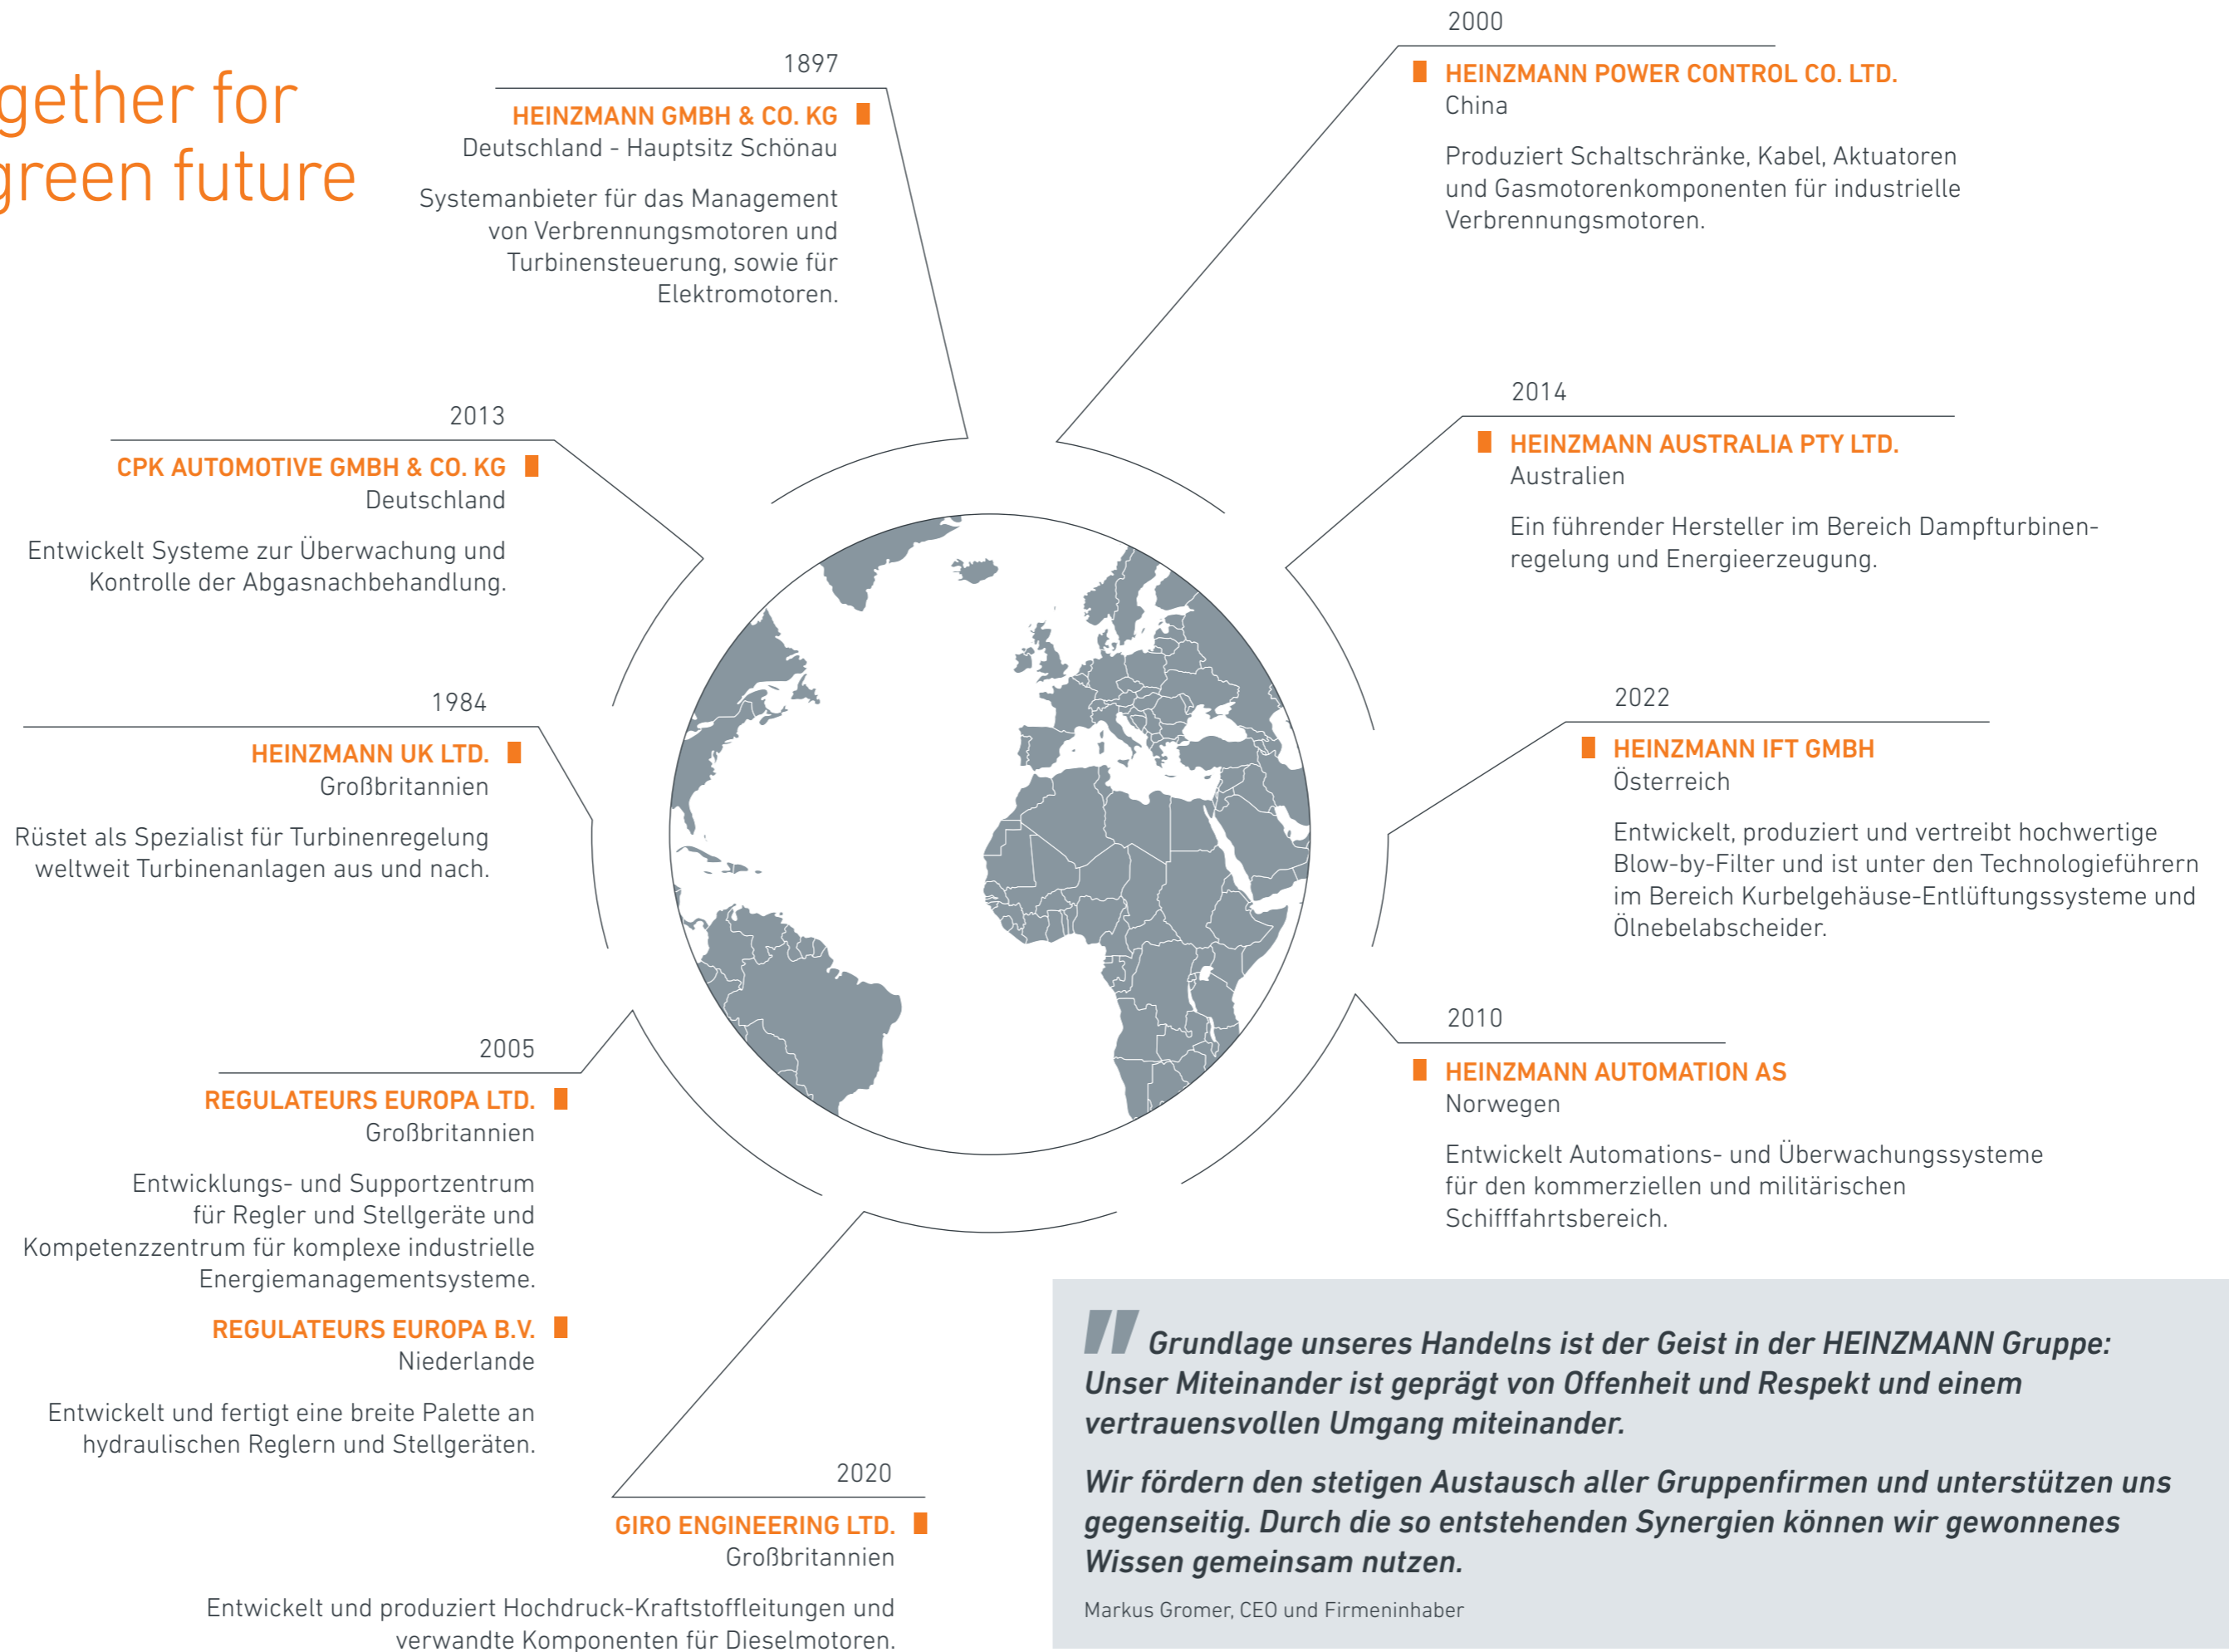 gether for
green future
1897
HEINZMANN GMBH & CO. KG
Deutschland - Hauptsitz Schönau
Systemanbieter für das Management
von Verbrennungsmotoren und
Turbinensteuerung, sowie für
Elektromotoren.
2013
CPK AUTOMOTIVE GMBH & CO. KG
Deutschland
Entwickelt Systeme zur Überwachung und
Kontrolle der Abgasnachbehandlung.
1984
HEINZMANN UK LTD.
Großbritannien
Rüstet als Spezialist für Turbinenregelung
weltweit Turbinenanlagen aus und nach.
2005
REGULATEURS EUROPA LTD.
Großbritannien
Entwicklungs- und Supportzentrum
für Regler und Stellgeräte und
Kompetenzzentrum für komplexe industrielle
Energiemanagementsysteme.
REGULATEURS EUROPA B.V.
Niederlande
Entwickelt und fertigt eine breite Palette an
hydraulischen Reglern und Stellgeräten.
2020
GIRO ENGINEERING LTD.
Großbritannien
Entwickelt und produziert Hochdruck-Kraftstoffleitungen und
verwandte Komponenten für Dieselmotoren.
2000
HEINZMANN POWER CONTROL CO. LTD.
China
Produziert Schaltschränke, Kabel, Aktuatoren
und Gasmotorenkomponenten für industrielle
Verbrennungsmotoren.
2014
HEINZMANN AUSTRALIA PTY LTD.
Australien
Ein führender Hersteller im Bereich Dampfturbinen-
regelung und Energieerzeugung.
2022
HEINZMANN IFT GMBH
Österreich
Entwickelt, produziert und vertreibt hochwertige
Blow-by-Filter und ist unter den Technologieführern
im Bereich Kurbelgehäuse-Entlüftungssysteme und
Ölnebelabscheider.
2010
HEINZMANN AUTOMATION AS
Norwegen
Entwickelt Automations- und Überwachungssysteme
für den kommerziellen und militärischen
Schifffahrtsbereich.
" Grundlage unseres Handelns ist der Geist in der HEINZMANN Gruppe:
Unser Miteinander ist geprägt von Offenheit und Respekt und einem
vertrauensvollen Umgang miteinander.
Wir fördern den stetigen Austausch aller Gruppenfirmen und unterstützen uns
gegenseitig. Durch die so entstehenden Synergien können wir gewonnenes
Wissen gemeinsam nutzen.
Markus Gromer, CEO und Firmeninhaber